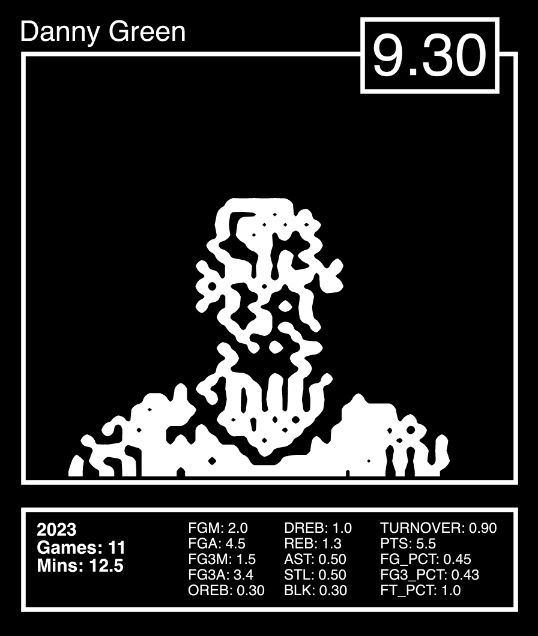 Danny Green
9.30
2023
Games: 11
Mins: 12.5
FGM: 2.0
FGA: 4.5
FG3M: 1.5
FG3A: 3.4
OREB: 0.30
DREB: 1.0
REB: 1.3
AST: 0.50
STL: 0.50
BLK: 0.30
TURNOVER: 0.90
PTS: 5.5
FG_PCT: 0.45
FG3_PCT: 0.43
FT_PCT: 1.0